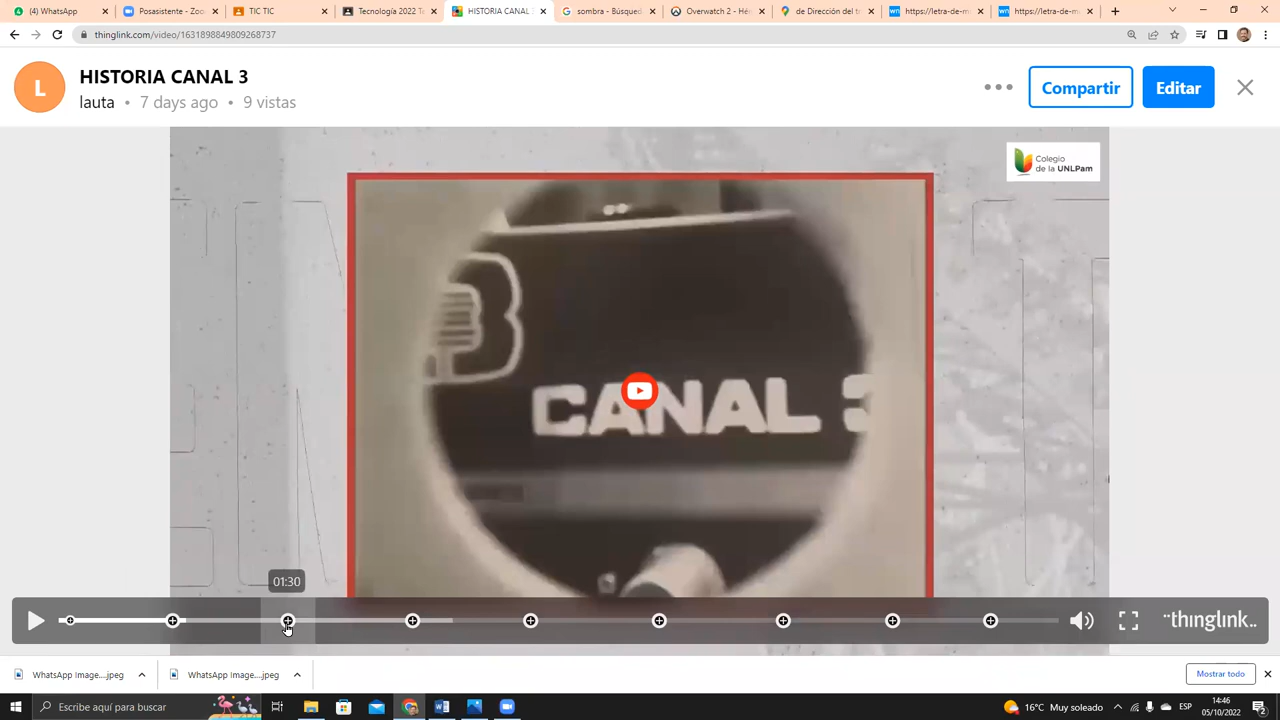 (4) WhatsApp
Posasistente - Zoo
TIC TIC
Tecnología 2022 Te
HISTORIA CANAL 3
sombra - Búsqued
Overwatch 2 - Hé
de Dirección del t
https://letra-de-m
https://letra-de-m
thinglink.com/video/1631898849809268737
L
HISTORIA CANAL 3
lauta • 7 days ago • 9 vistas
Compartir
Editar
Colegio
de la UNLPam
CANAL 3
01:30
thinglink..
WhatsApp Image....jpeg
WhatsApp Image....jpeg
Mostrar todo
Escribe aquí para buscar
16°C Muy soleado
ESP
14:46
05/10/2022
2